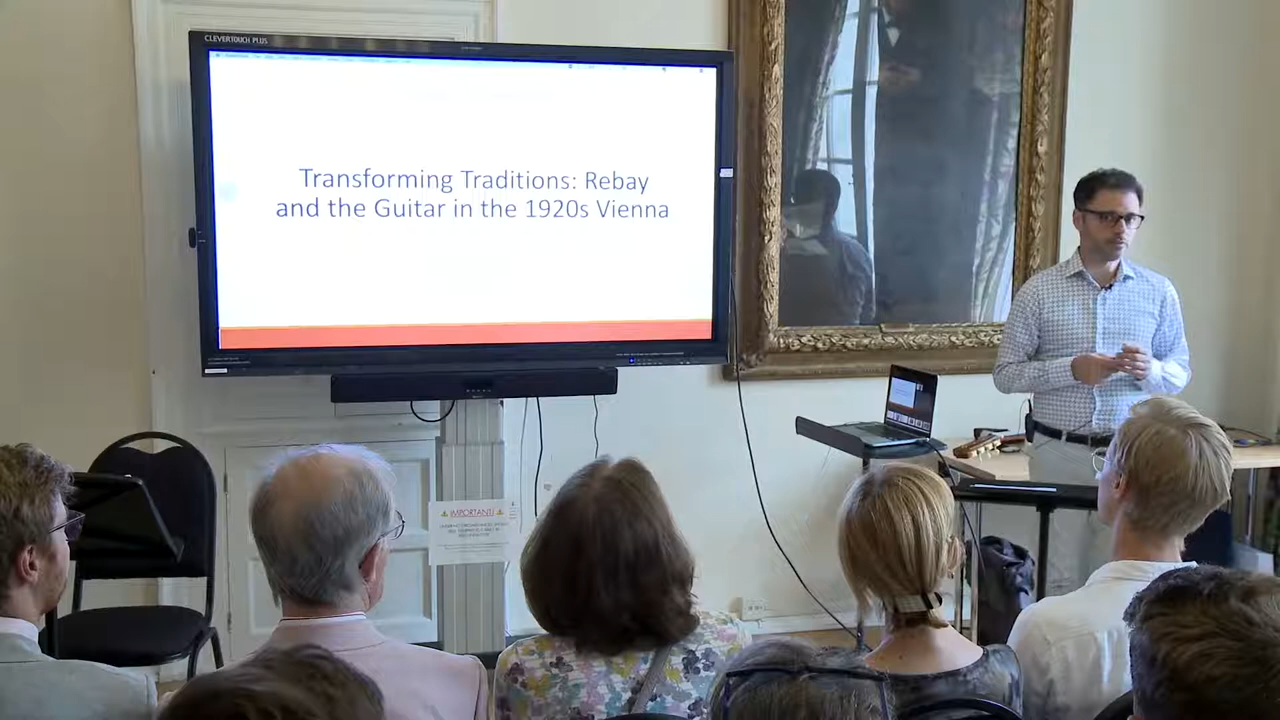 CLEVERTOUCH PLUS
Transforming Traditions: Rebay
and the Guitar in the 1920s Vienna
IMPORTANT!